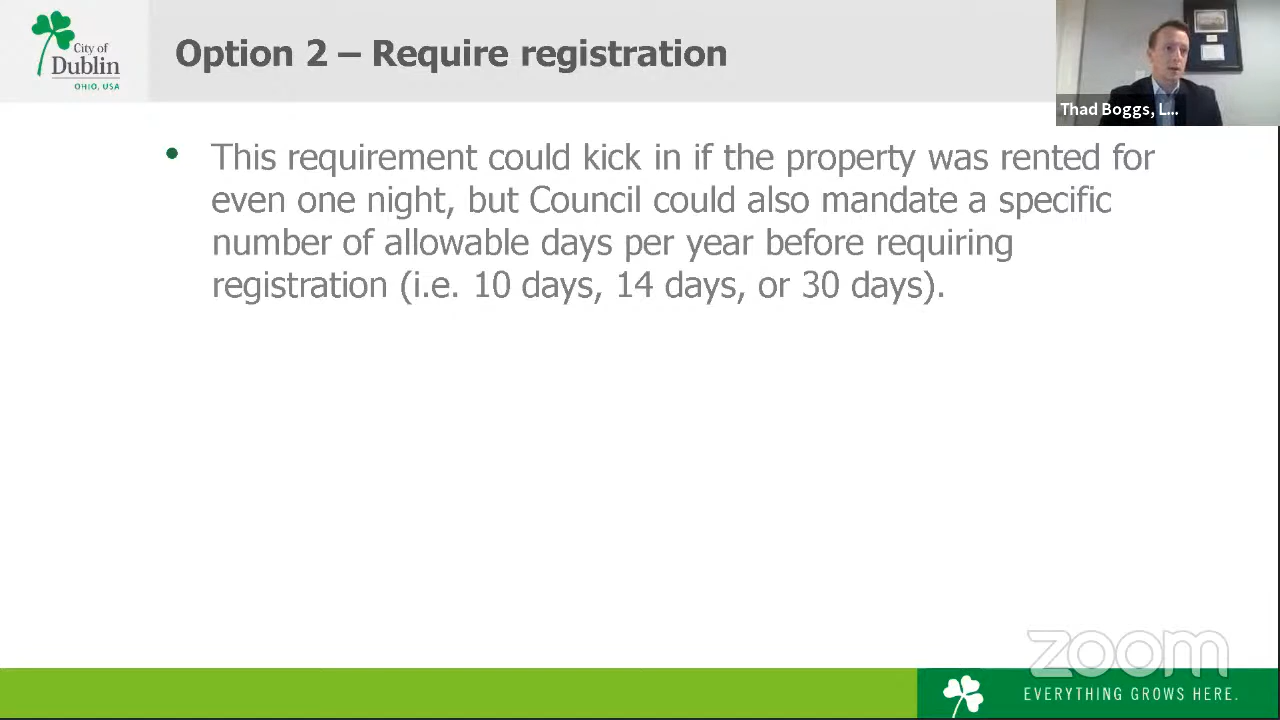 City of
Dublin
OHIO, USA
Option 2 – Require registration
Thad Boggs, L...
• This requirement could kick in if the property was rented for
even one night, but Council could also mandate a specific
number of allowable days per year before requiring
registration (i.e. 10 days, 14 days, or 30 days).
zoom
EVERYTHING GROWS HERE.